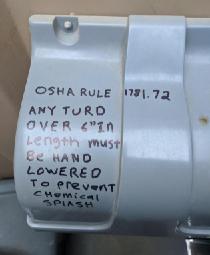 OSHA RULE 1781.72
ANY TURD
OVER 6" In
Length must
Be HAND
LOWERED
To prevent
CHemical
SPLASH